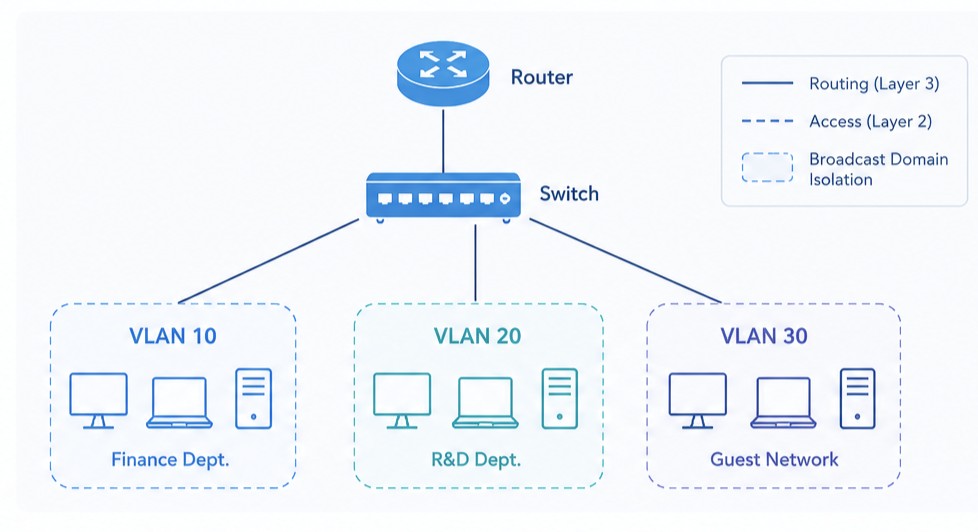 Router
Routing (Layer 3)
Access (Layer 2)
Broadcast Domain
Isolation
Switch
VLAN 10
VLAN 20
VLAN 30
Finance Dept.
R&D Dept.
Guest Network